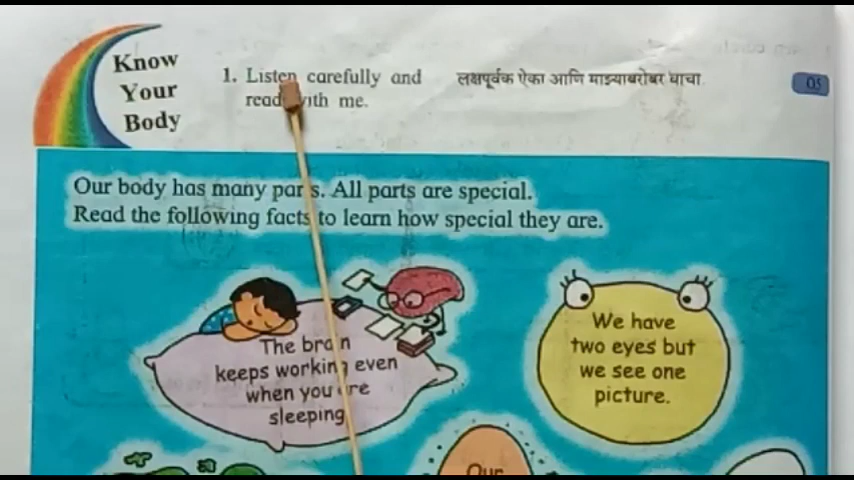 Know
Your
Body
1. Listen carefully and
read with me.
लक्षपूर्वक ऐका आणि माझ्याबरोबर वाचा.
05
Our body has many parts. All parts are special.
Read the following facts to learn how special they are.
The brain
keeps working even
when you are
sleeping.
We have
two eyes but
we see one
picture.
Our